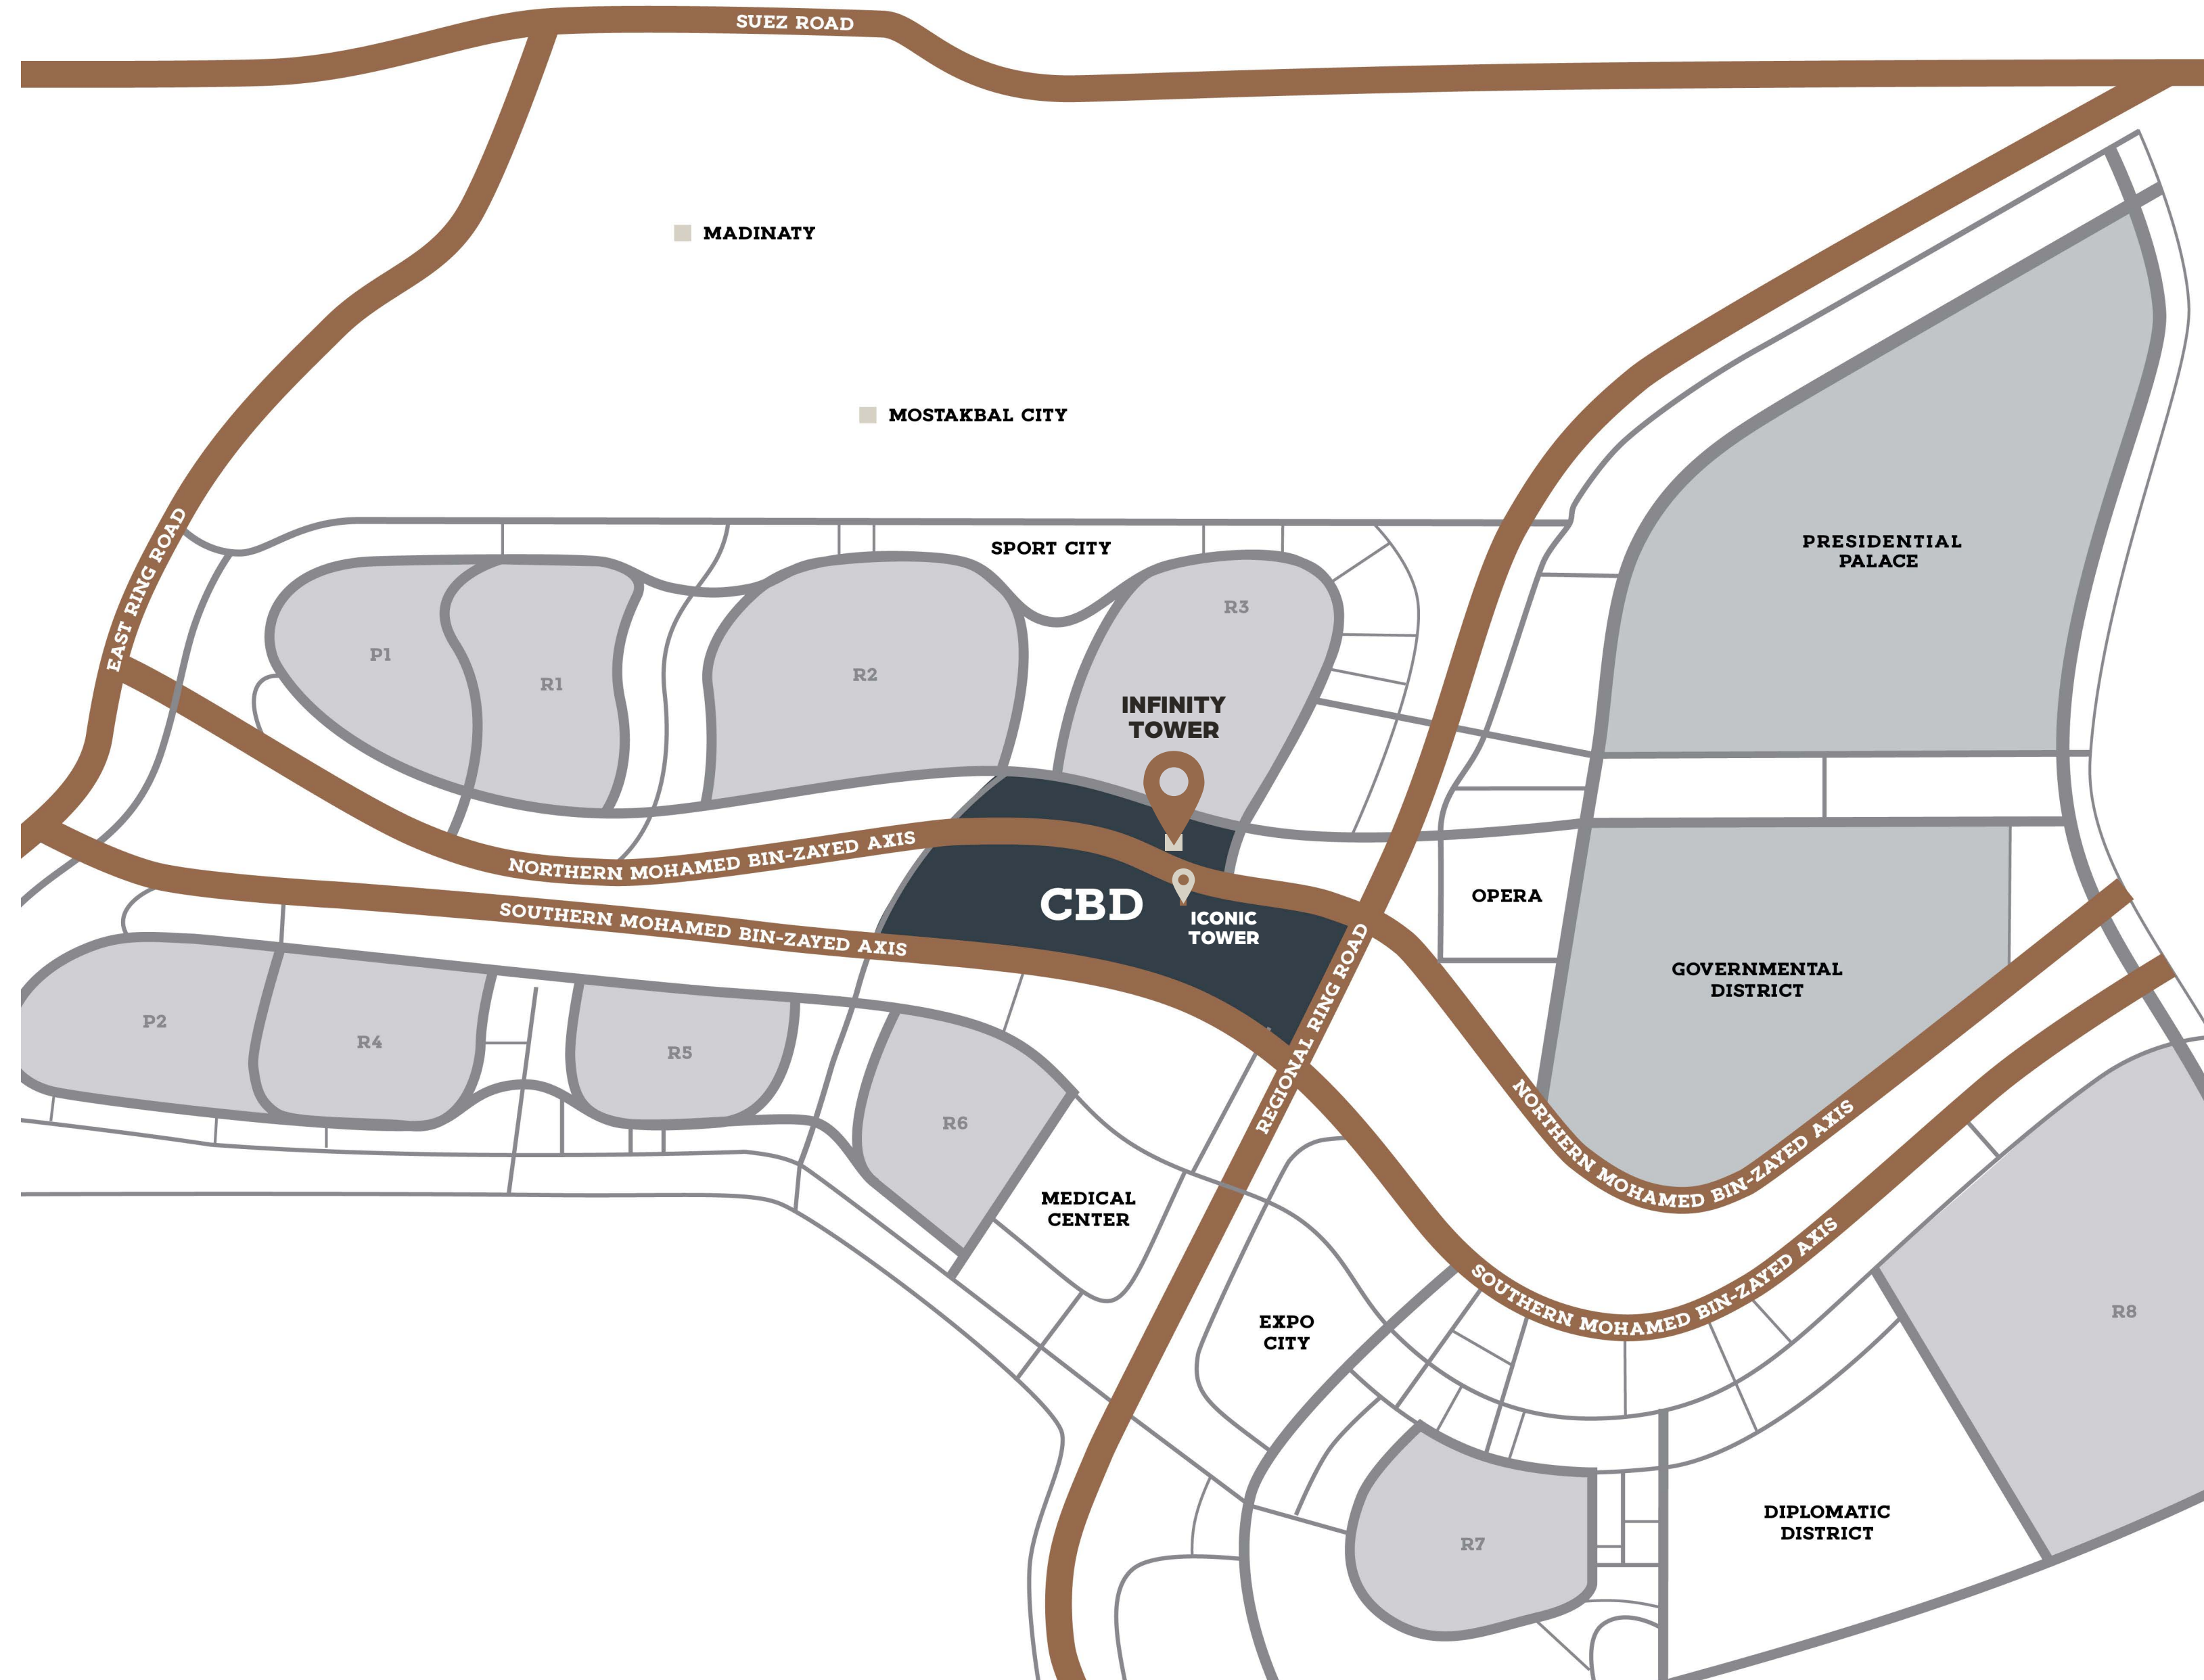 SUEZ ROAD
MADINATY
MOSTAKBAL CITY
EAST RING ROAD
SPORT CITY
PRESIDENTIAL
PALACE
P1
R1
R2
R3
INFINITY
TOWER
NORTHERN MOHAMED BIN-ZAYED AXIS
SOUTHERN MOHAMED BIN-ZAYED AXIS
CBD
ICONIC
TOWER
OPERA
REGIONAL RING ROAD
GOVERNMENTAL
DISTRICT
P2
R4
R5
R6
NORTHERN MOHAMED BIN-ZAYED AXIS
MEDICAL
CENTER
SOUTHERN MOHAMED BIN-ZAYED AXIS
EXPO
CITY
R8
R7
DIPLOMATIC
DISTRICT